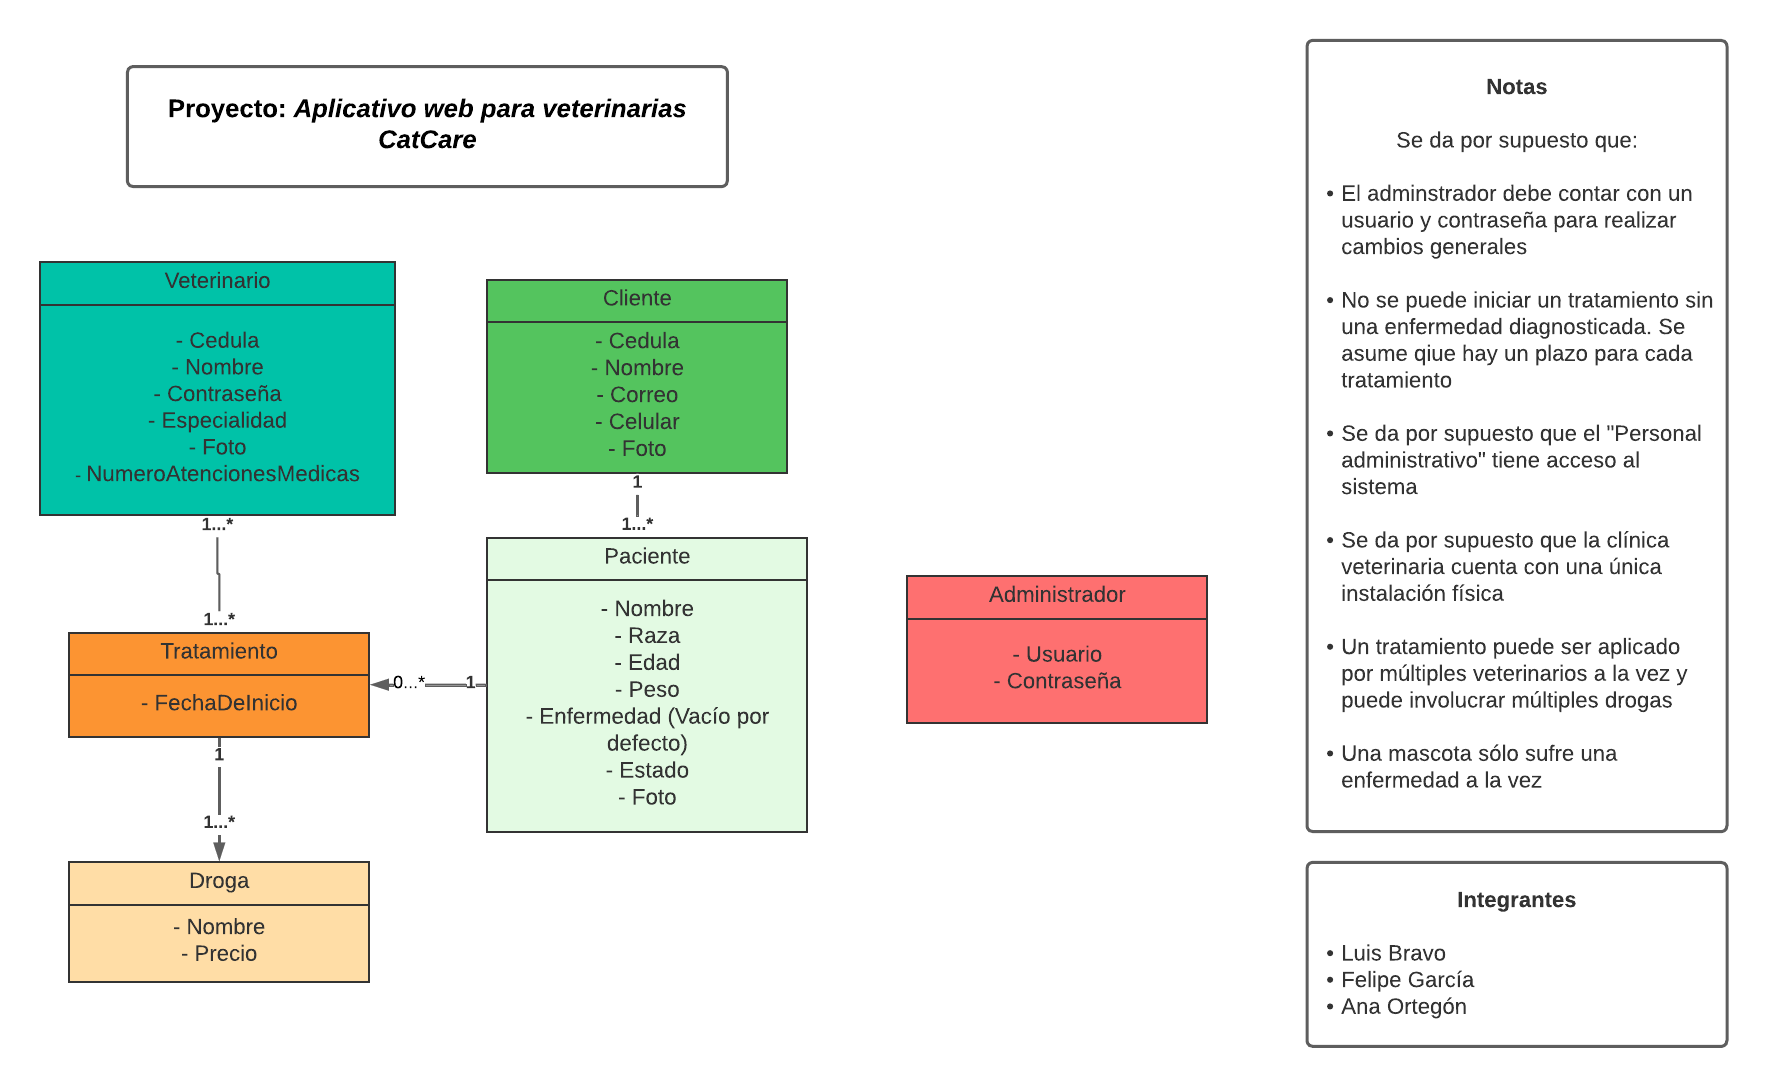 Proyecto: Aplicativo web para veterinarias
CatCare
Veterinario
- Cedula
- Nombre
- Contraseña
- Especialidad
- Foto
- NumeroAtencionesMedicas
1...*
1...*
Tratamiento
- FechaDeInicio
1
1...*
Droga
- Nombre
- Precio
Cliente
- Cedula
- Nombre
- Correo
- Celular
- Foto
1
1...*
Paciente
- Nombre
- Raza
- Edad
- Peso
- Enfermedad (Vacío por
defecto)
- Estado
- Foto
0...*
1
Administrador
- Usuario
- Contraseña
Notas
Se da por supuesto que:
• El adminstrador debe contar con un
usuario y contraseña para realizar
cambios generales
• No se puede iniciar un tratamiento sin
una enfermedad diagnosticada. Se
asume qiue hay un plazo para cada
tratamiento
• Se da por supuesto que el "Personal
administrativo" tiene acceso al
sistema
• Se da por supuesto que la clínica
veterinaria cuenta con una única
instalación física
• Un tratamiento puede ser aplicado
por múltiples veterinarios a la vez y
puede involucrar múltiples drogas
• Una mascota sólo sufre una
enfermedad a la vez
Integrantes
• Luis Bravo
• Felipe García
• Ana Ortegón